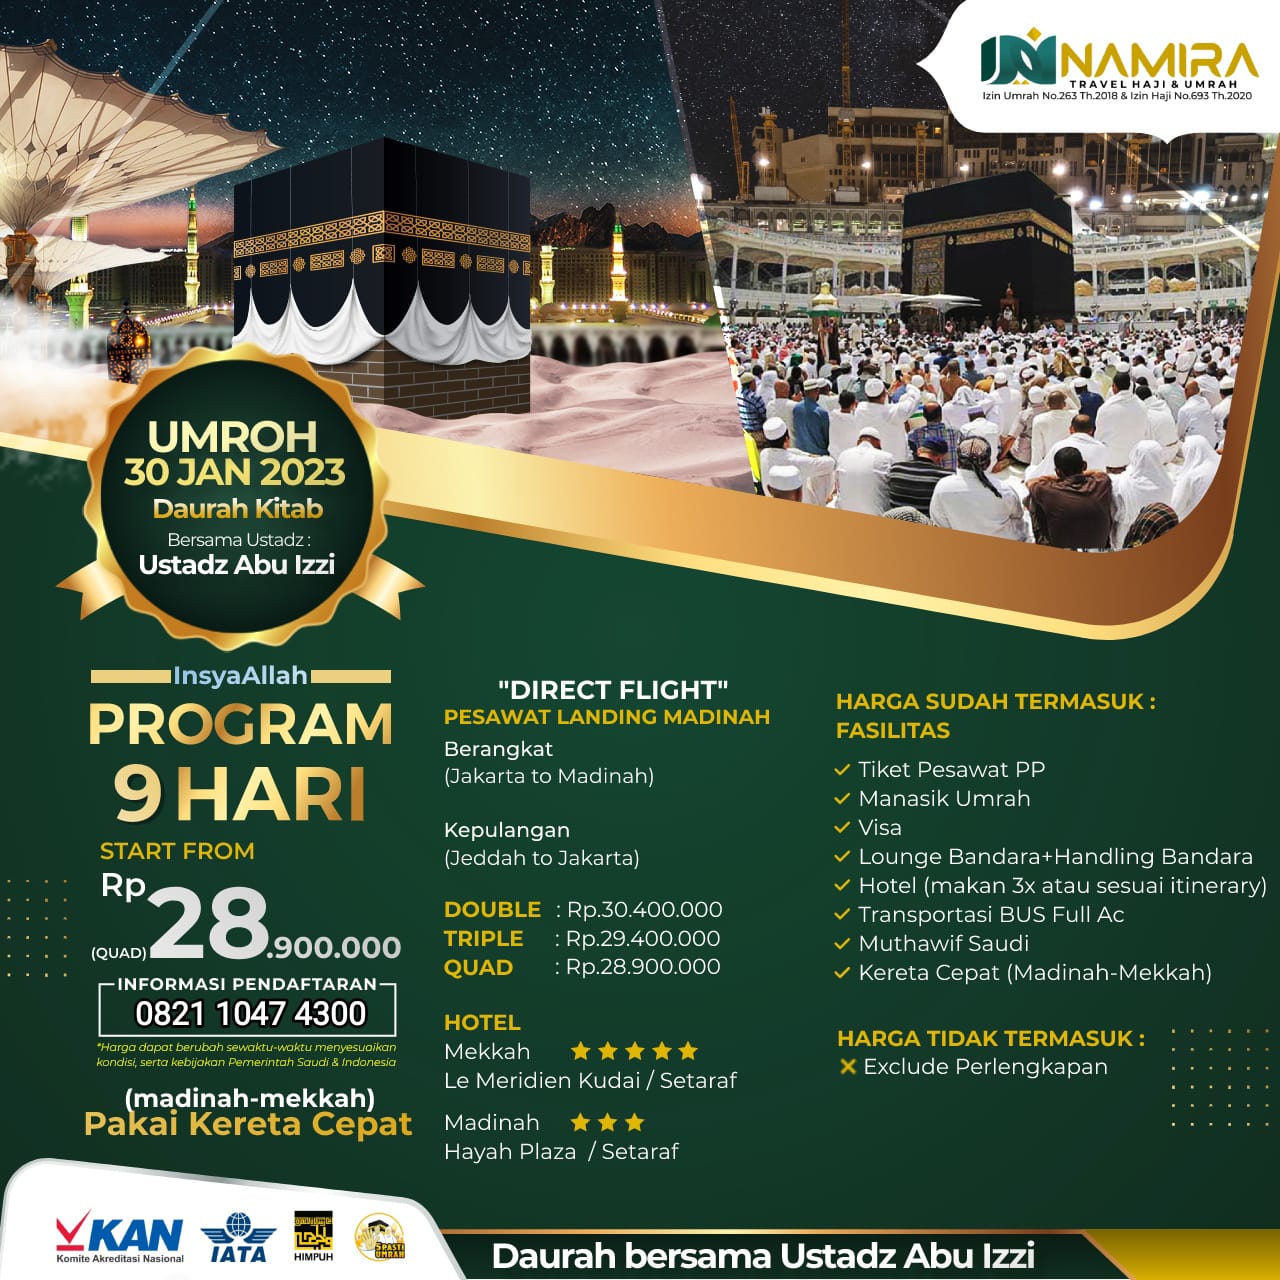 NAMIRA
TRAVEL HAJI & UMRAH
Izin Umrah No.263 Th.2018 & Izin Haji No.693 Th.2020
UMROH
30 JAN 2023
Daurah Kitab
Bersama Ustadz :
Ustadz Abu Izzi
InsyaAllah
PROGRAM
9 HARI
START FROM
Rp
(QUAD) 28.900.000
INFORMASI PENDAFTARAN
0821 1047 4300
*Harga dapat berubah sewaktu-waktu menyesuaikan
kondisi, serta kebijakan Pemerintah Saudi & Indonesia
(madinah-mekkah)
Pakai Kereta Cepat
"DIRECT FLIGHT"
PESAWAT LANDING MADINAH
Berangkat
(Jakarta to Madinah)
Kepulangan
(Jeddah to Jakarta)
DOUBLE : Rp.30.400.000
TRIPLE : Rp.29.400.000
QUAD : Rp.28.900.000
HOTEL
Mekkah
Le Meridien Kudai / Setaraf
Madinah
Hayah Plaza / Setaraf
HARGA SUDAH TERMASUK :
FASILITAS
Tiket Pesawat PP
Manasik Umrah
Visa
Lounge Bandara+Handling Bandara
Hotel (makan 3x atau sesuai itinerary)
Transportasi BUS Full Ac
Muthawif Saudi
Kereta Cepat (Madinah-Mekkah)
HARGA TIDAK TERMASUK :
Exclude Perlengkapan
KAN
Komite Akreditasi Nasional
IATA
HIMPUH
5 PASTI
UMRAH
Daurah bersama Ustadz Abu Izzi